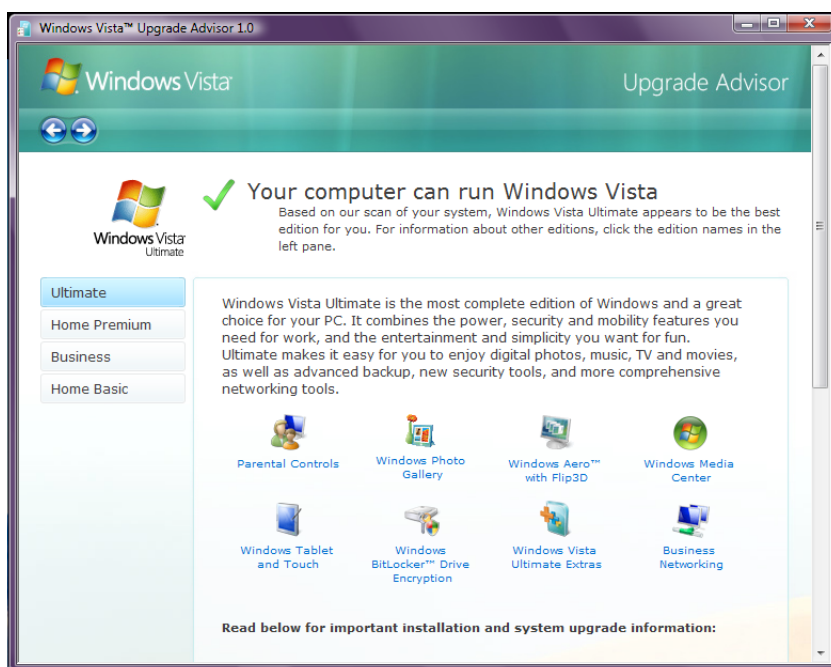 Windows Vista™ Upgrade Advisor 1.0
Windows Vista™
Upgrade Advisor
Windows Vista™
Ultimate
Your computer can run Windows Vista
Based on our scan of your system, Windows Vista Ultimate appears to be the best
edition for you. For information about other editions, click the edition names in the
left pane.
Ultimate
Home Premium
Business
Home Basic
Windows Vista Ultimate is the most complete edition of Windows and a great
choice for your PC. It combines the power, security and mobility features you
need for work, and the entertainment and simplicity you want for fun.
Ultimate makes it easy for you to enjoy digital photos, music, TV and movies,
as well as advanced backup, new security tools, and more comprehensive
networking tools.
Parental Controls
Windows Photo
Gallery
Windows Aero™
with Flip3D
Windows Media
Center
Windows Tablet
and Touch
Windows
BitLocker™ Drive
Encryption
Windows Vista
Ultimate Extras
Business
Networking
Read below for important installation and system upgrade information: